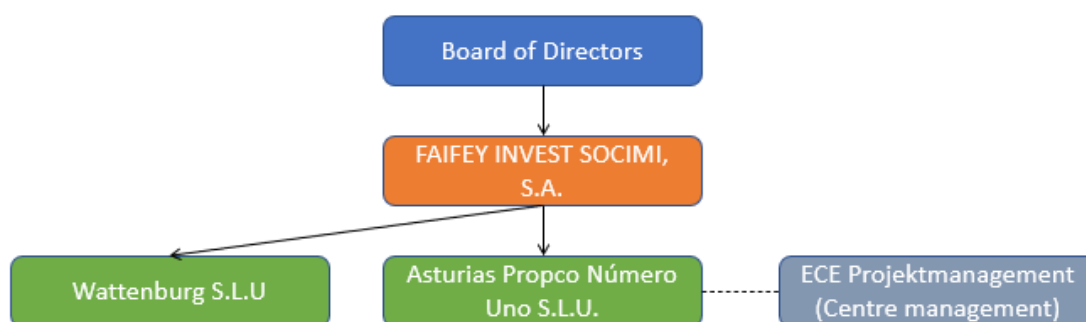 Board of Directors
FAIFEY INVEST SOCIMI,
S.A.
Wattenburg S.L.U
Asturias Propco Número
Uno S.L.U.
ECE Projektmanagement
(Centre management)